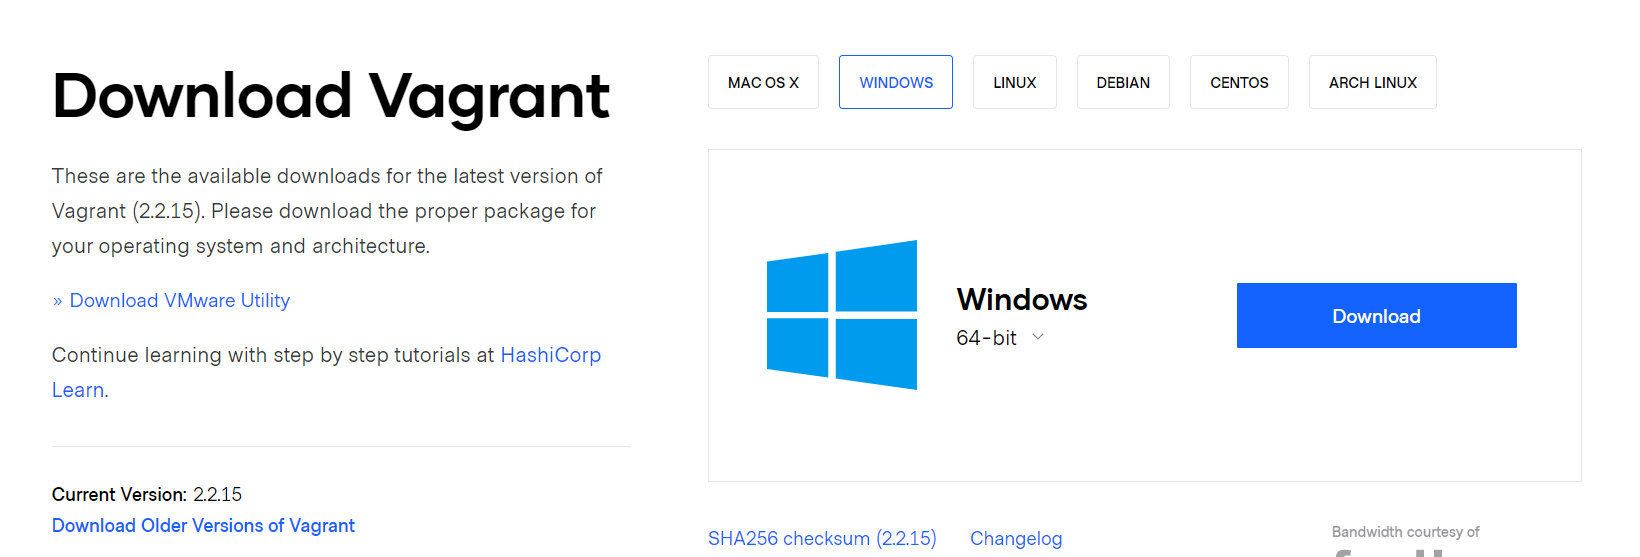 Download Vagrant
These are the available downloads for the latest version of
Vagrant (2.2.15). Please download the proper package for
your operating system and architecture.
» Download VMware Utility
Continue learning with step by step tutorials at HashiCorp
Learn.
Current Version: 2.2.15
Download Older Versions of Vagrant
MAC OS X
WINDOWS
LINUX
DEBIAN
CENTOS
ARCH LINUX
Windows
64-bit
Download
SHA256 checksum (2.2.15)
Changelog
Bandwidth courtesy of